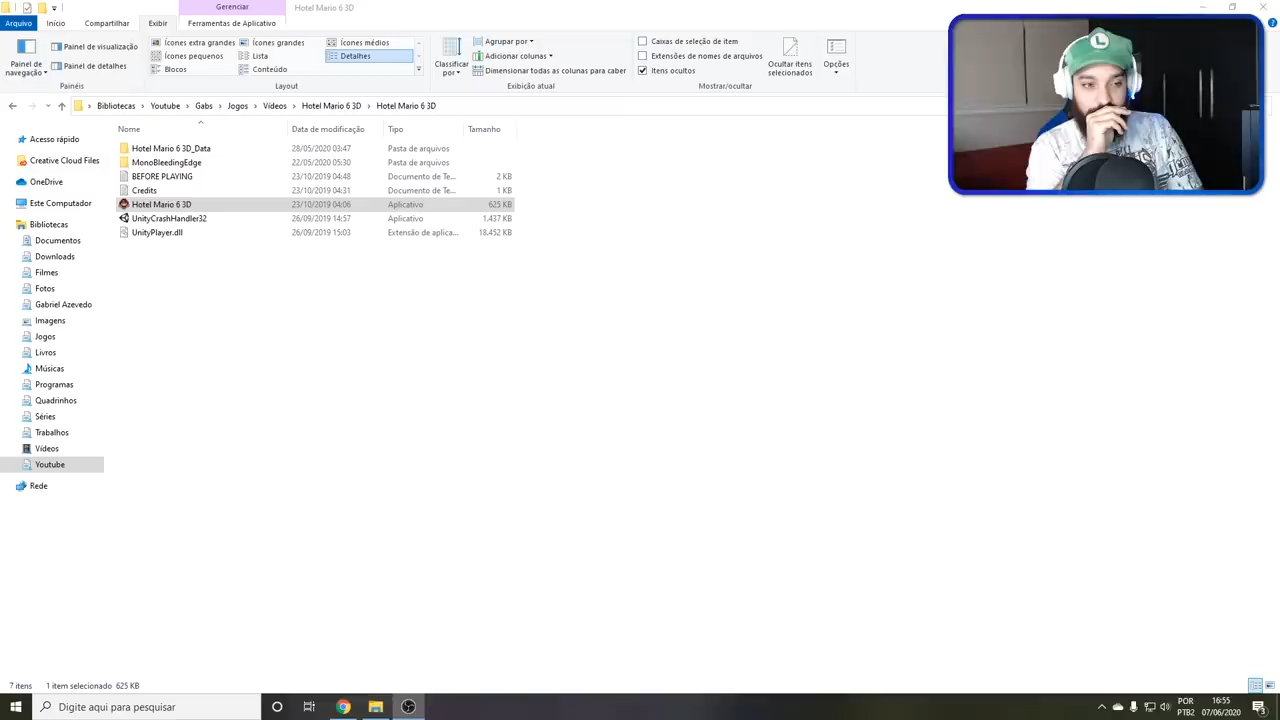 Gerenciar
Hotel Mario 6 3D
Arquivo Início Compartilhar Exibir Ferramentas de Aplicativo
Painel de navegação
Painel de visualização
Painel de detalhes
Painéis
Ícones extra grandes Ícones grandes Ícones médios
Ícones pequenos Lista Detalhes
Blocos Conteúdo
Layout
Classificar por
Agrupar por
Adicionar colunas
Dimensionar todas as colunas para caber
Exibição atual
Caixas de seleção de item
Extensões de nomes de arquivos
Itens ocultos
Ocultar itens selecionados
Mostrar/ocultar
Opções
Bibliotecas > Youtube > Gabs > Jogos > Vídeos > Hotel Mario 6 3D > Hotel Mario 6 3D
Nome Data de modificação Tipo Tamanho
Hotel Mario 6 3D_Data 28/05/2020 03:47 Pasta de arquivos
MonoBleedingEdge 22/05/2020 05:30 Pasta de arquivos
BEFORE PLAYING 23/10/2019 04:48 Documento de Te... 2 KB
Credits 23/10/2019 04:31 Documento de Te... 1 KB
Hotel Mario 6 3D 23/10/2019 04:06 Aplicativo 625 KB
UnityCrashHandler32 26/09/2019 14:57 Aplicativo 1.437 KB
UnityPlayer.dll 26/09/2019 15:03 Extensão de aplica... 18.452 KB
Acesso rápido
Creative Cloud Files
OneDrive
Este Computador
Bibliotecas
Documentos
Downloads
Filmes
Fotos
Gabriel Azevedo
Imagens
Jogos
Livros
Músicas
Programas
Quadrinhos
Séries
Trabalhos
Vídeos
Youtube
Rede
L
7 itens 1 item selecionado 625 KB
Digite aqui para pesquisar
POR
PTB2
16:55
07/06/2020
3